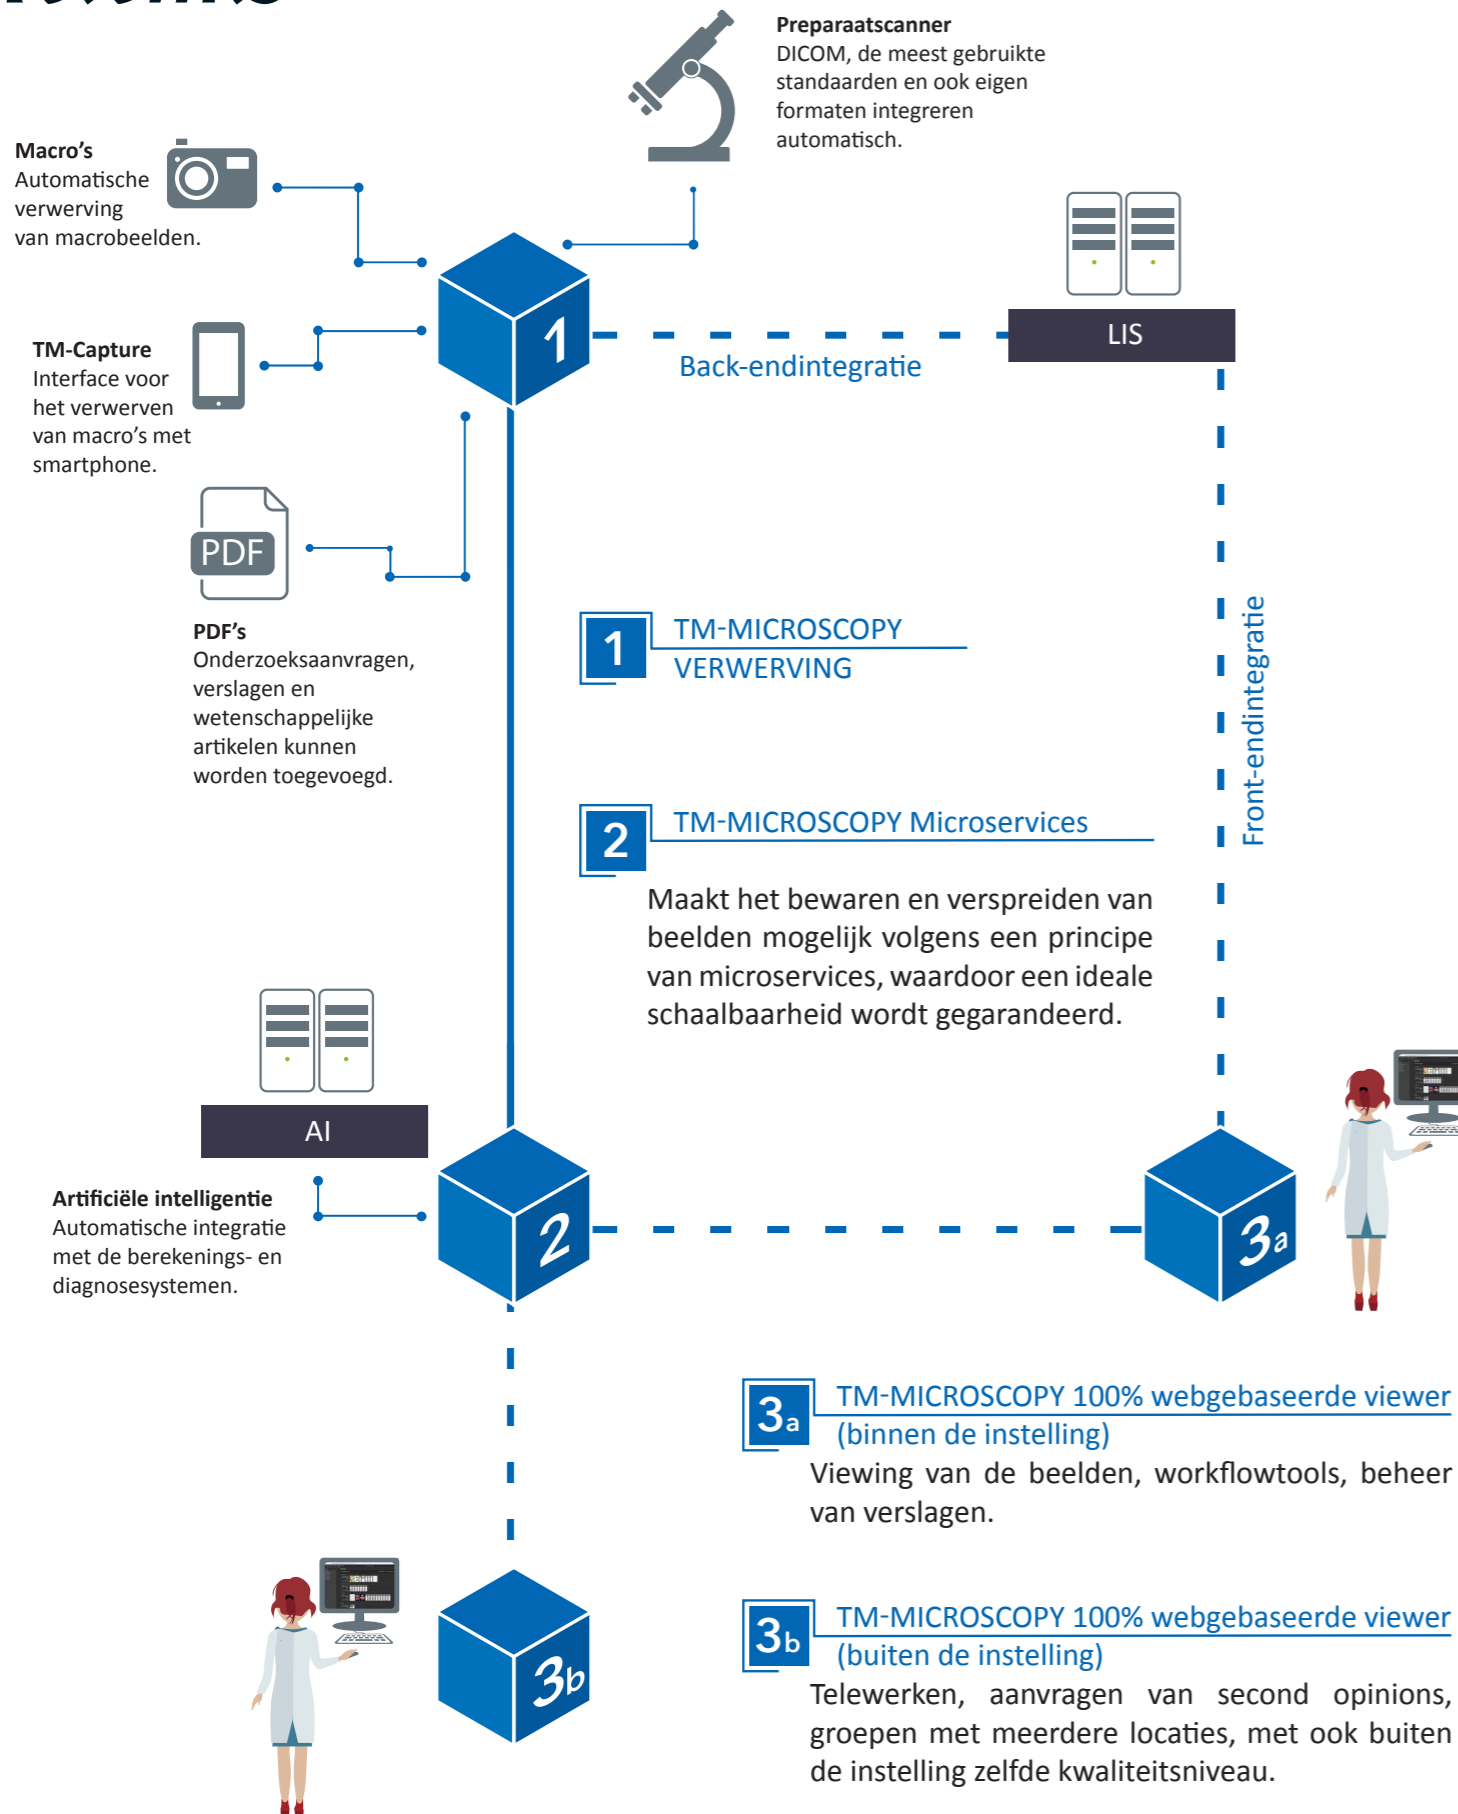 Preparaatscanner
DICOM, de meest gebruikte
standaarden en ook eigen
formaten integreren
automatisch.
Macro's
Automatische
verwerving
van macrobeelden.
1
LIS
Back-endintegratie
TM-Capture
Interface voor
het verwerven
van macro's met
smartphone.
PDF
PDF's
Onderzoeksaanvragen,
verslagen en
wetenschappelijke
artikelen kunnen
worden toegevoegd.
1
TM-MICROSCOPY
VERWERVING
Front-endintegratie
2
TM-MICROSCOPY Microservices
Maakt het bewaren en verspreiden van
beelden mogelijk volgens een principe
van microservices, waardoor een ideale
schaalbaarheid wordt gegarandeerd.
AI
Artificiële intelligentie
Automatische integratie
met de berekenings- en
diagnosesystemen.
2
3a
3a
TM-MICROSCOPY 100% webgebaseerde viewer
(binnen de instelling)
Viewing van de beelden, workflowtools, beheer
van verslagen.
3b
3b
TM-MICROSCOPY 100% webgebaseerde viewer
(buiten de instelling)
Telewerken, aanvragen van second opinions,
groepen met meerdere locaties, met ook buiten
de instelling zelfde kwaliteitsniveau.